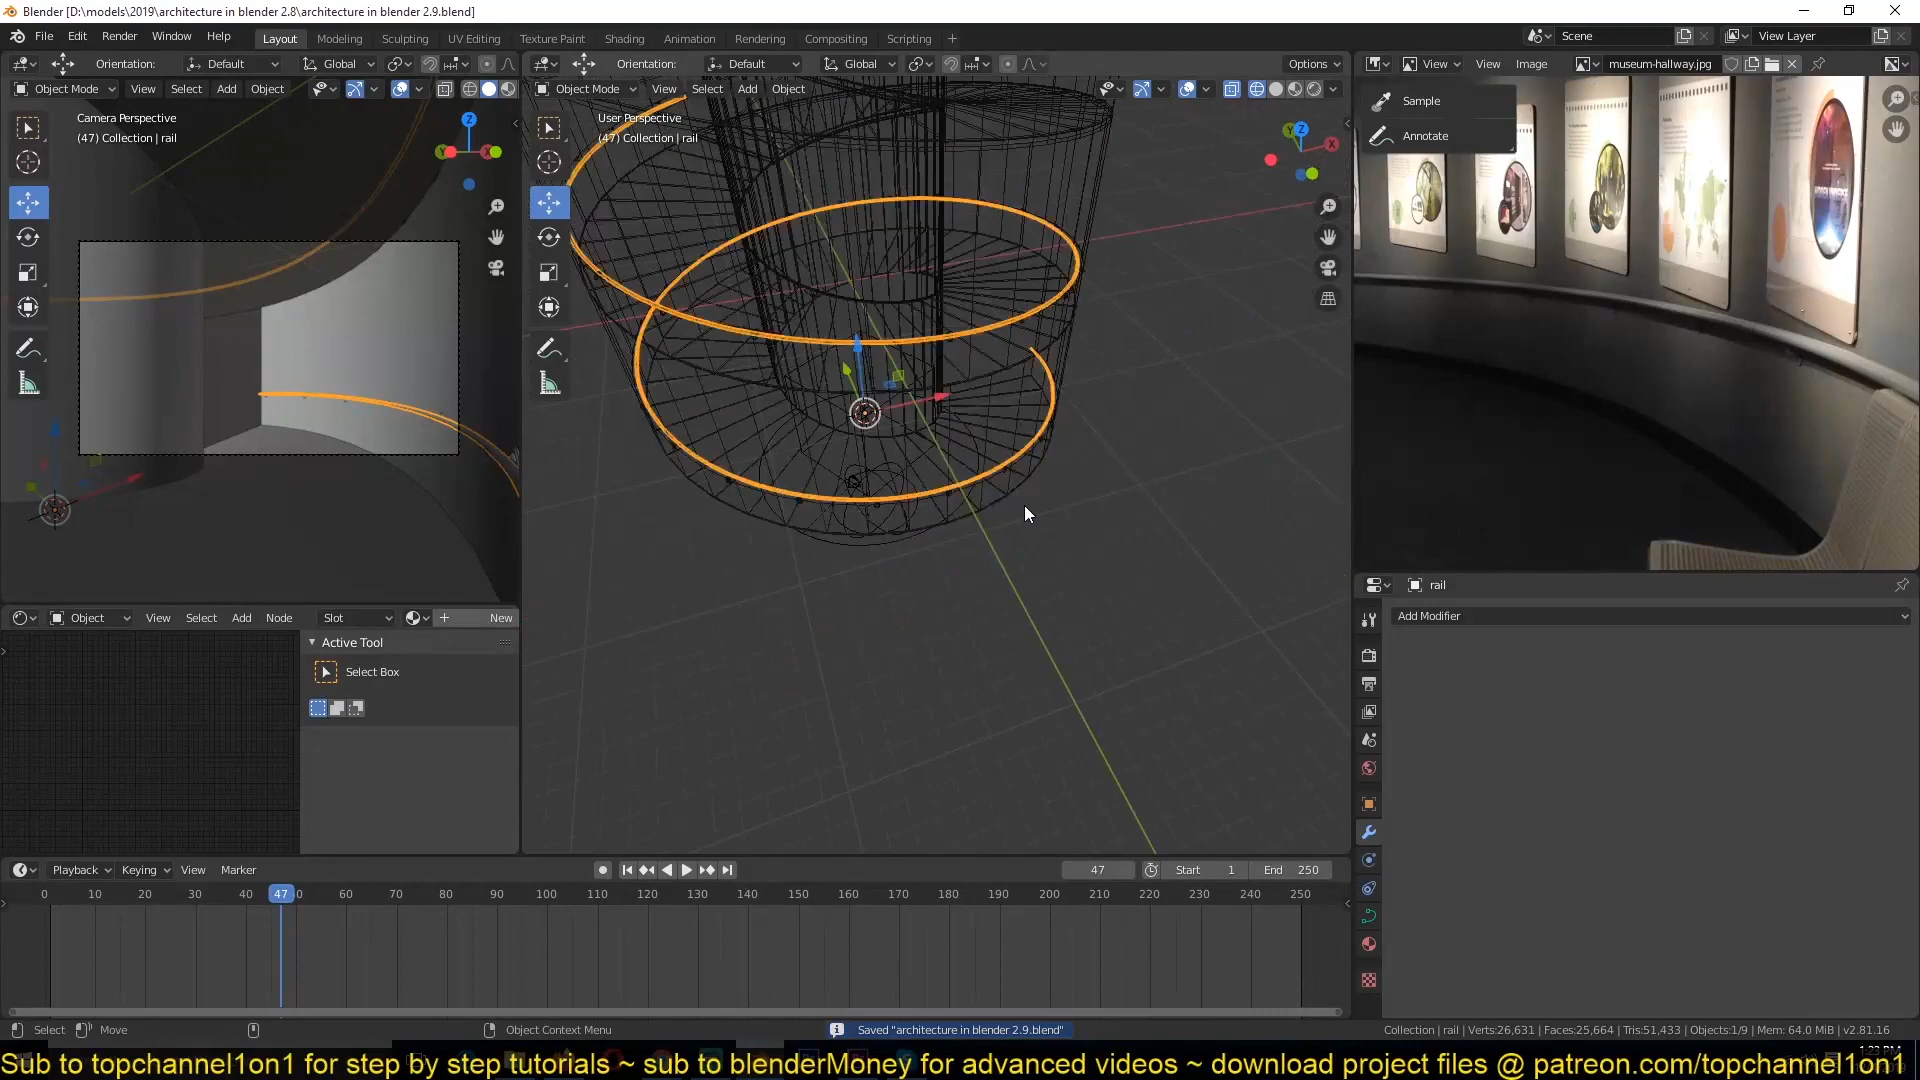 Blender [D:\models\2019\architecture in blender 2.8\architecture in blender 2.9.blend]
File Edit Render Window Help
Layout Modeling Sculpting UV Editing Texture Paint Shading Animation Rendering Compositing Scripting +
Scene View Layer
Orientation: Default Global
Orientation: Default Global Options
View View Image museum-hallway.jpg
Object Mode View Select Add Object
Object Mode View Select Add Object
Camera Perspective
(47) Collection | rail
User Perspective
(47) Collection | rail
Sample
Annotate
Z
Y
X
Z
Y
X
rail
Add Modifier
Object View Select Add Node Slot New
Active Tool
Select Box
Playback Keying View Marker
47 Start 1 End 250
0 10 20 30 40 47 0 60 70 80 90 100 110 120 130 140 150 160 170 180 190 200 210 220 230 240 250
Select Move Object Context Menu Saved "architecture in blender 2.9.blend" Collection | rail | Verts:26,631 | Faces:25,664 | Tris:51,433 | Objects:1/9 | Mem: 64.0 MiB | v2.81.16
1:23 PM
Sub to topchannel1on1 for step by step tutorials ~ sub to blenderMoney for advanced videos ~ download project files @ patreon.com/topchannel1on1